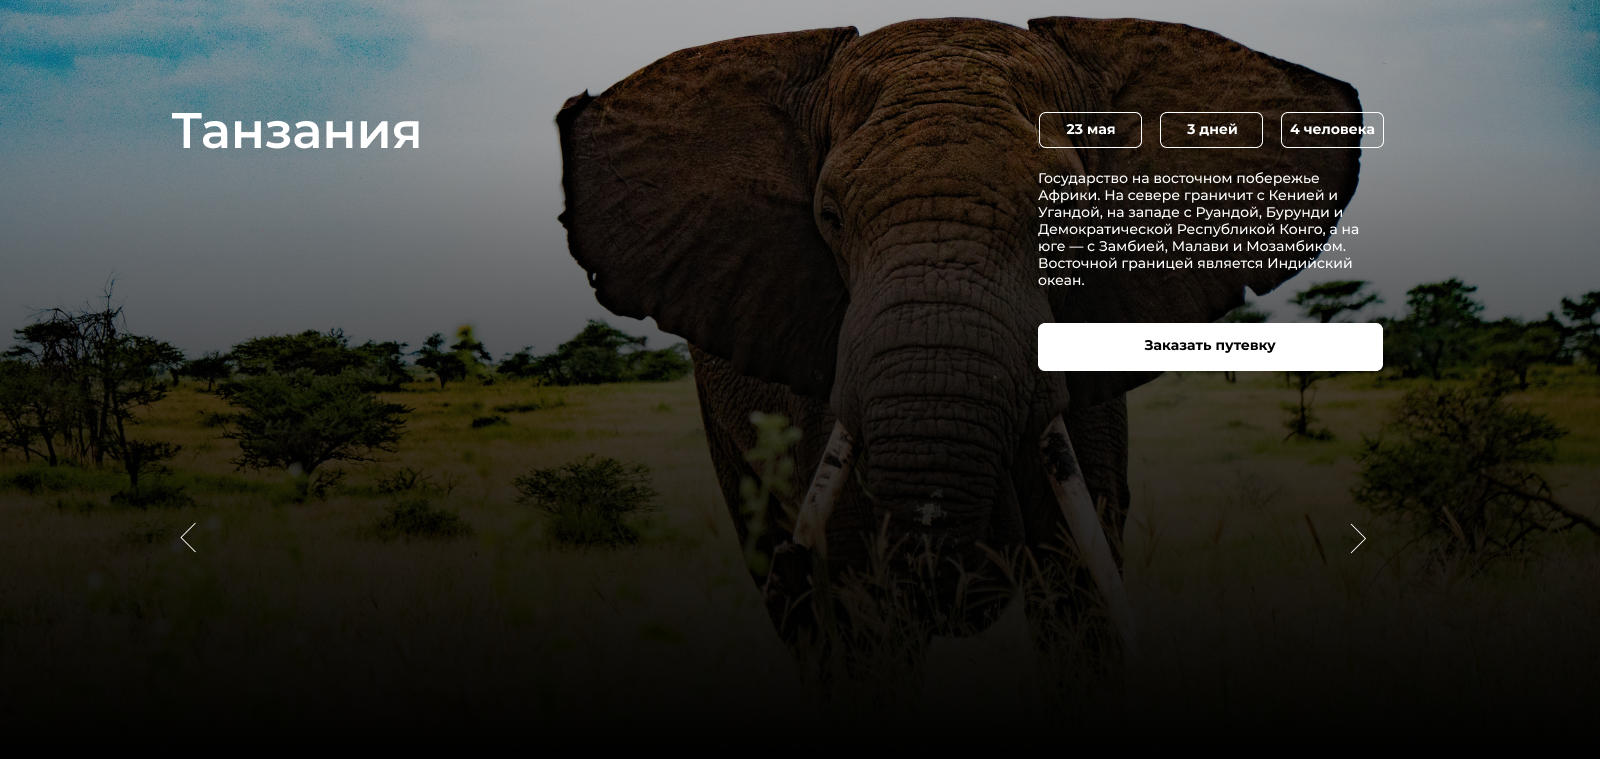 Танзания
23 мая
3 дней
4 человека
Государство на восточном побережье
Африки. На севере граничит с Кенией и
Угандой, на западе с Руандой, Бурунди и
Демократической Республикой Конго, а на
юге — с Замбией, Малави и Мозамбиком.
Восточной границей является Индийский
океан.
Заказать путевку